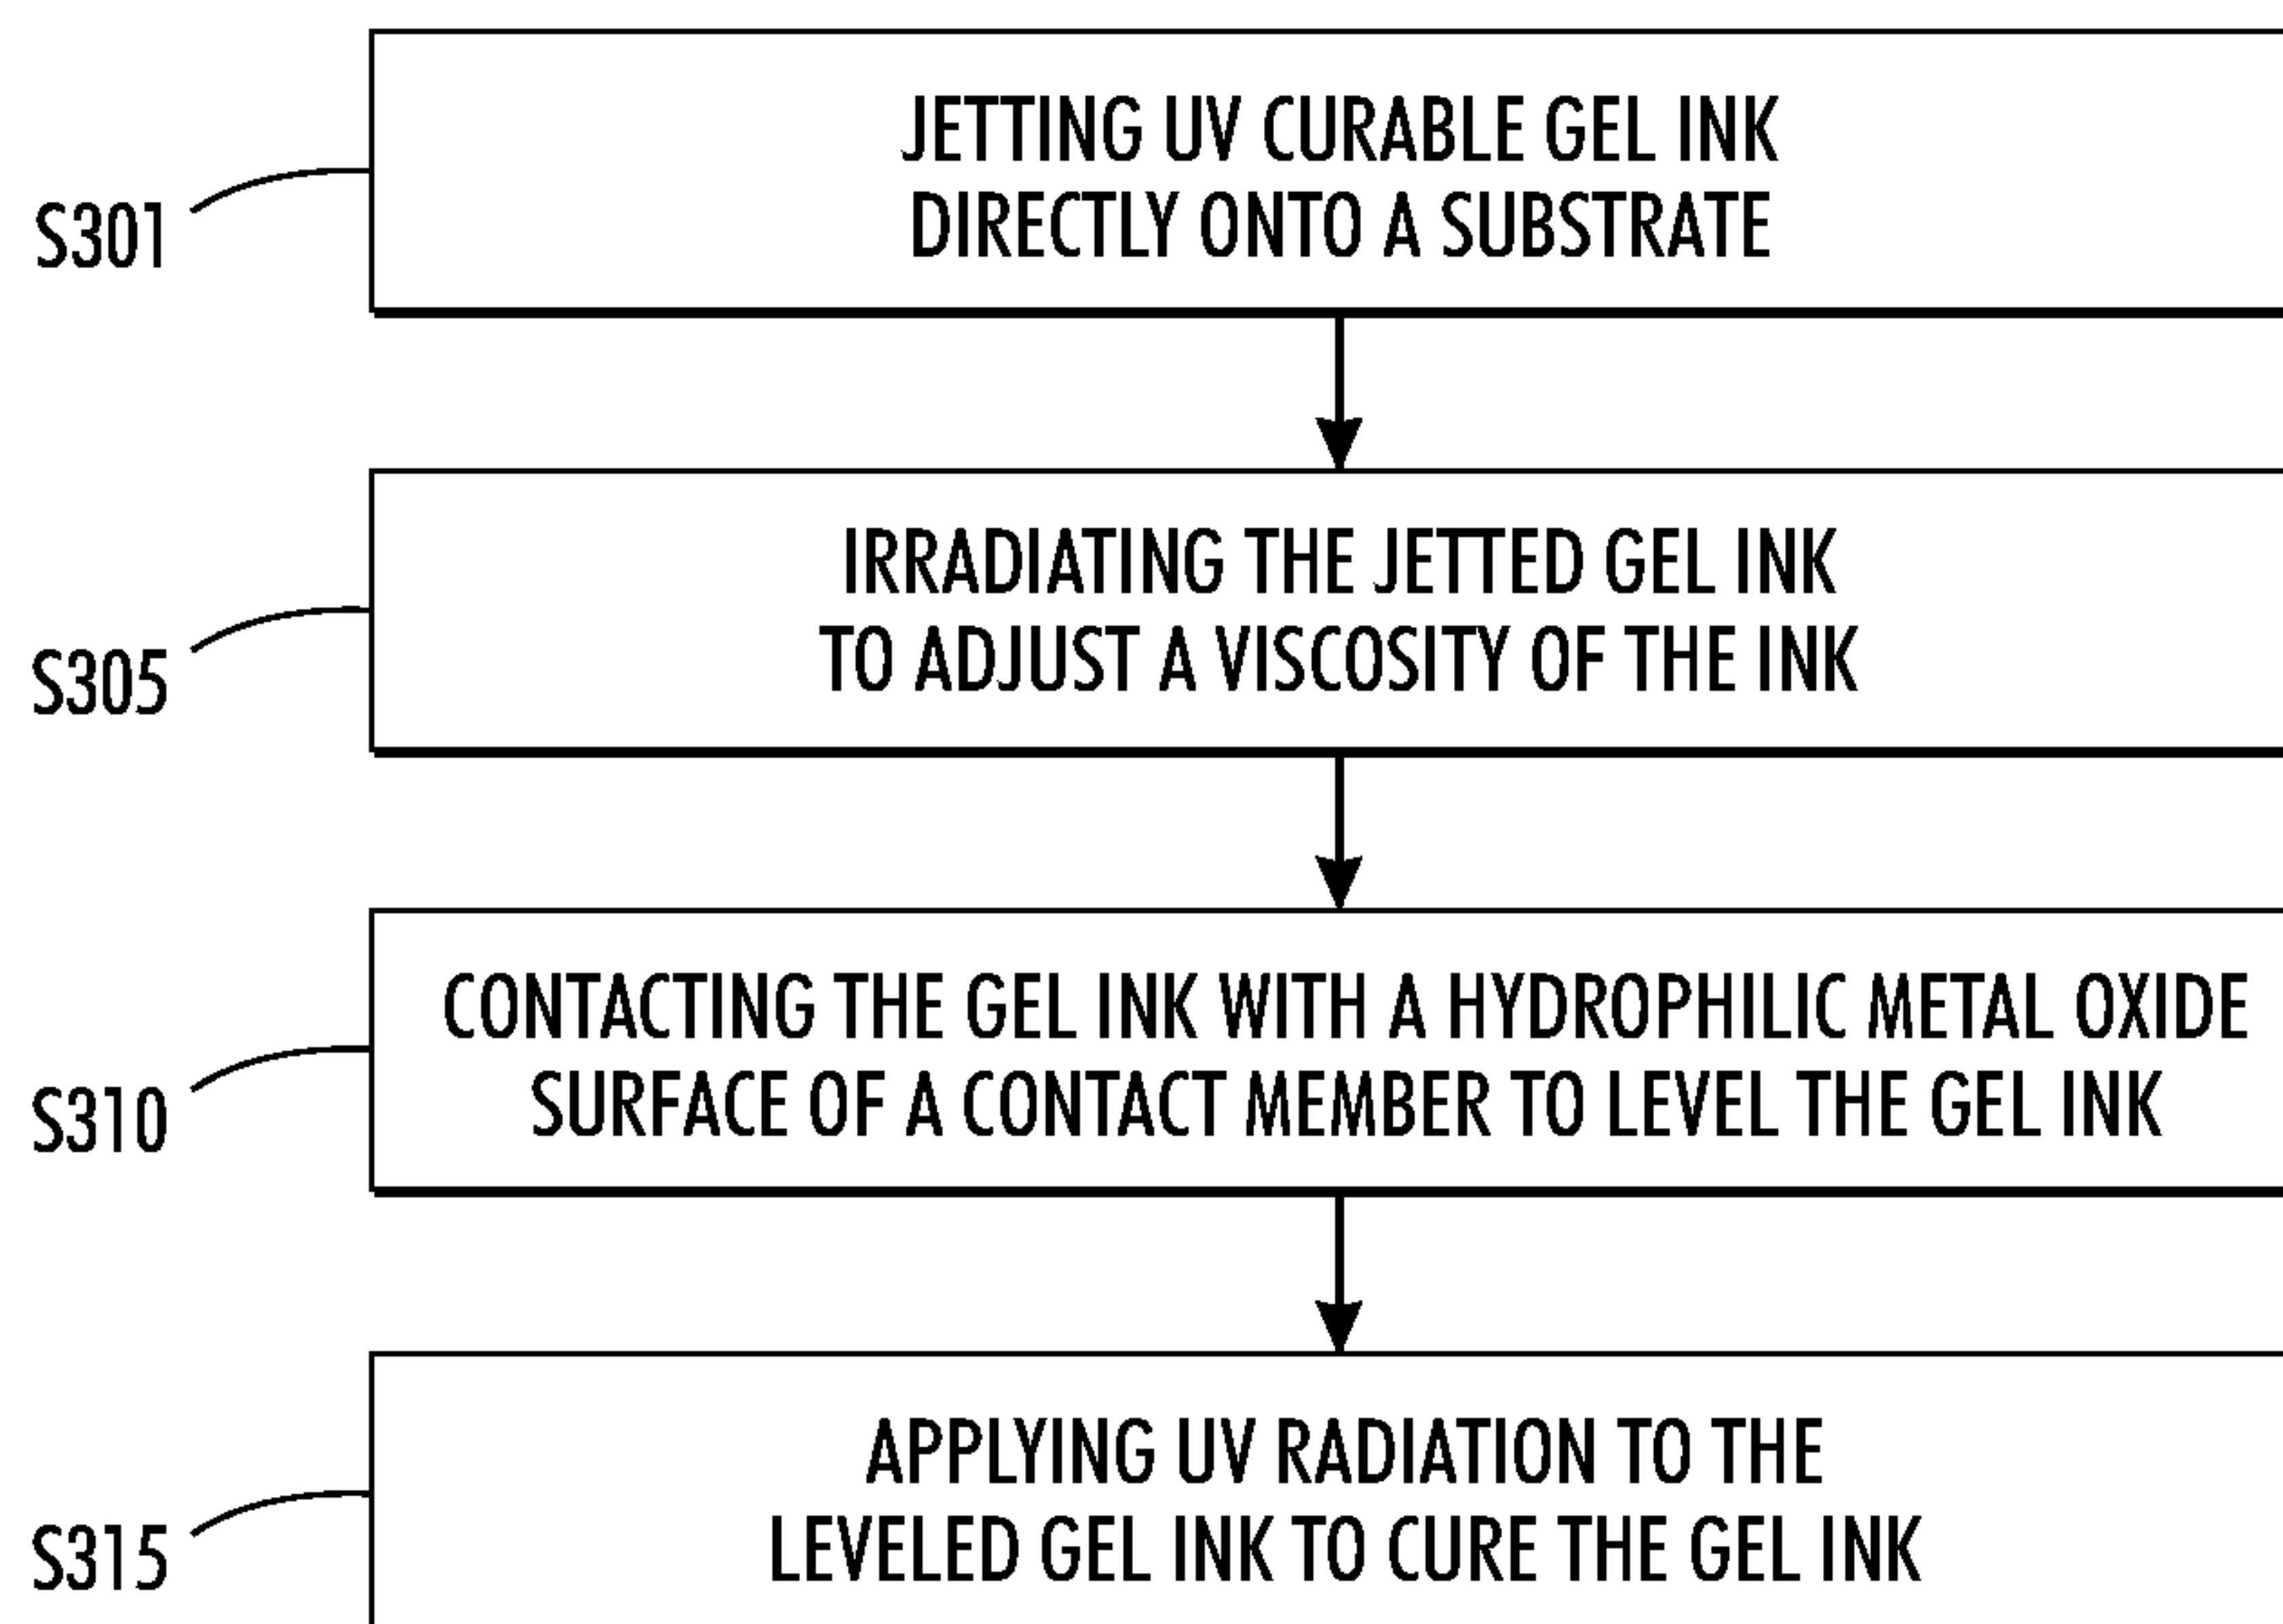 JETTING UV CURABLE GEL INK
DIRECTLY ONTO A SUBSTRATE
S301
IRRADIATING THE JETTED GEL INK
TO ADJUST A VISCOSITY OF THE INK
S305
CONTACTING THE GEL INK WITH A HYDROPHILIC METAL OXIDE
SURFACE OF A CONTACT MEMBER TO LEVEL THE GEL INK
S310
APPLYING UV RADIATION TO THE
LEVELED GEL INK TO CURE THE GEL INK
S315